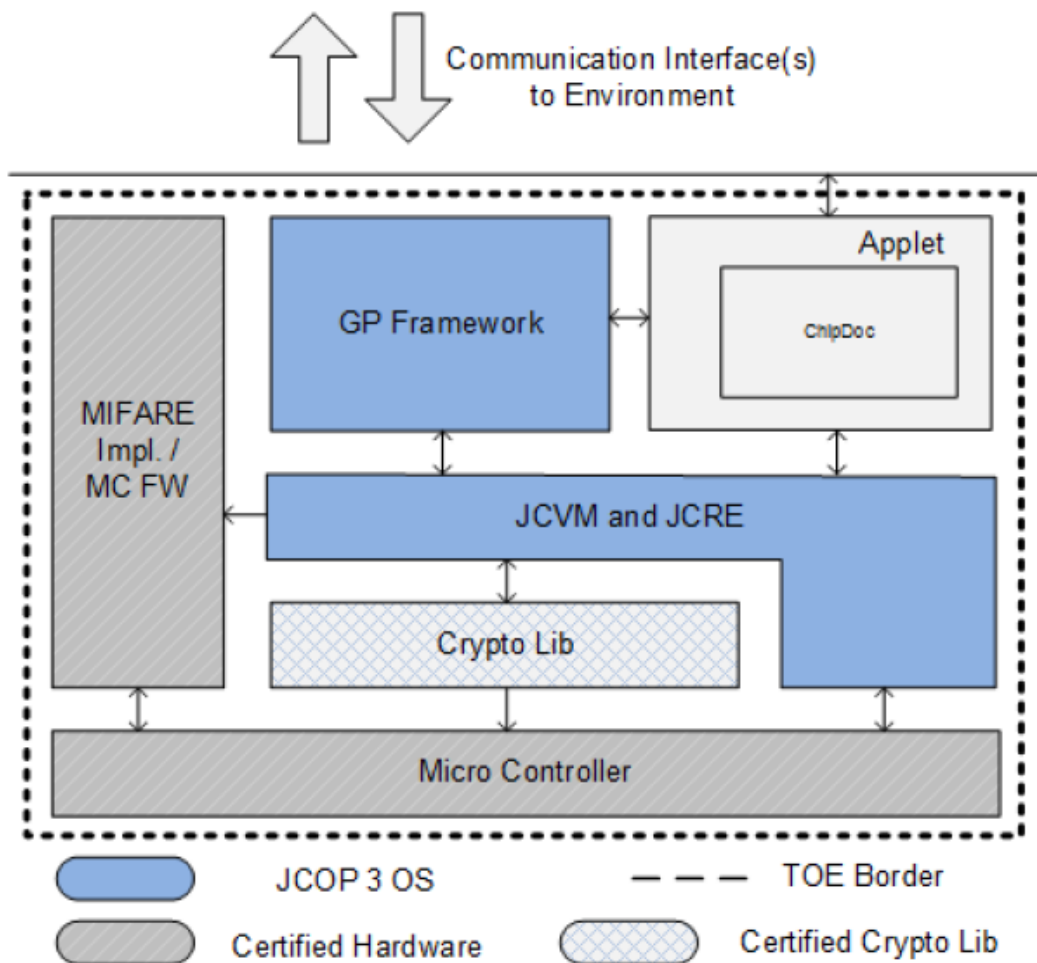 Communication Interface(s)
to Environment
Applet
GP Framework
ChipDoc
MIFARE
Impl. /
MC FW
JCVM and JCRE
Crypto Lib
Micro Controller
JCOP 3 OS
TOE Border
Certified Hardware
Certified Crypto Lib